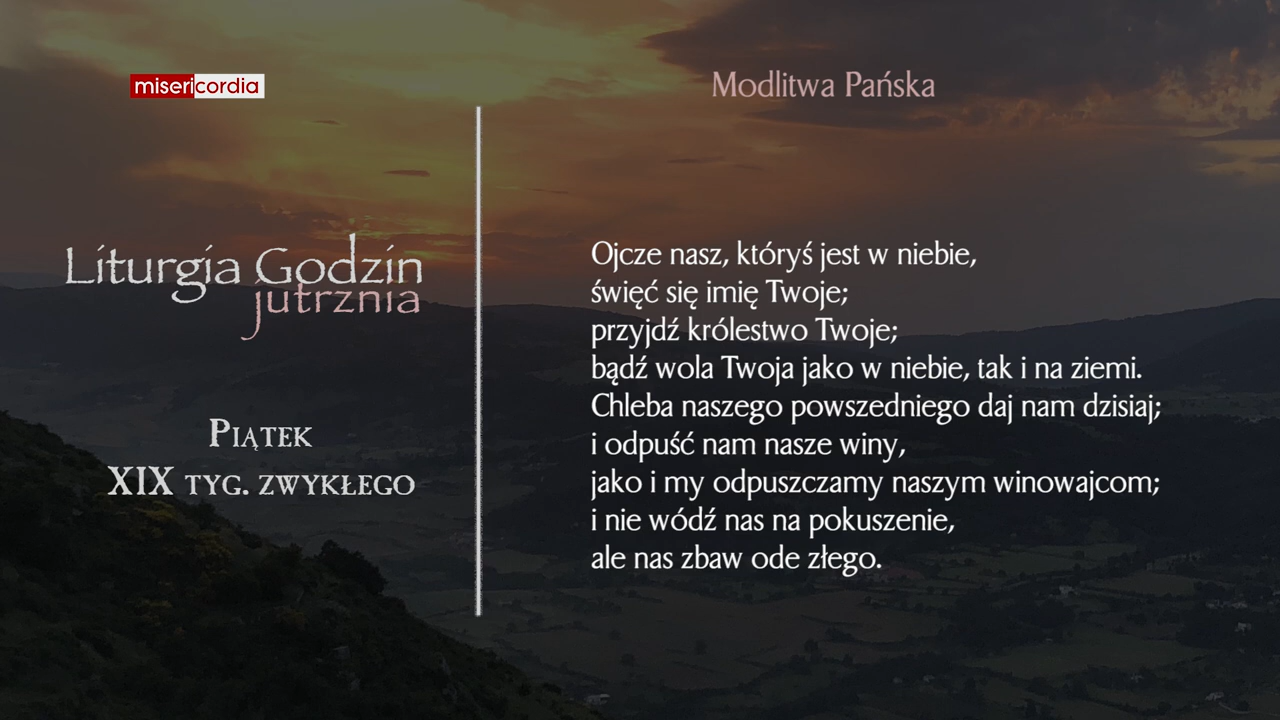 misericordia
Liturgia Godzin
jutrznia
Piątek
XIX tyg. zwykłego
Modlitwa Pańska
Ojcze nasz, któryś jest w niebie,
święć się imię Twoje;
przyjdź królestwo Twoje;
bądź wola Twoja jako w niebie, tak i na ziemi.
Chleba naszego powszedniego daj nam dzisiaj;
i odpuść nam nasze winy,
jako i my odpuszczamy naszym winowajcom;
i nie wódź nas na pokuszenie,
ale nas zbaw ode złego.